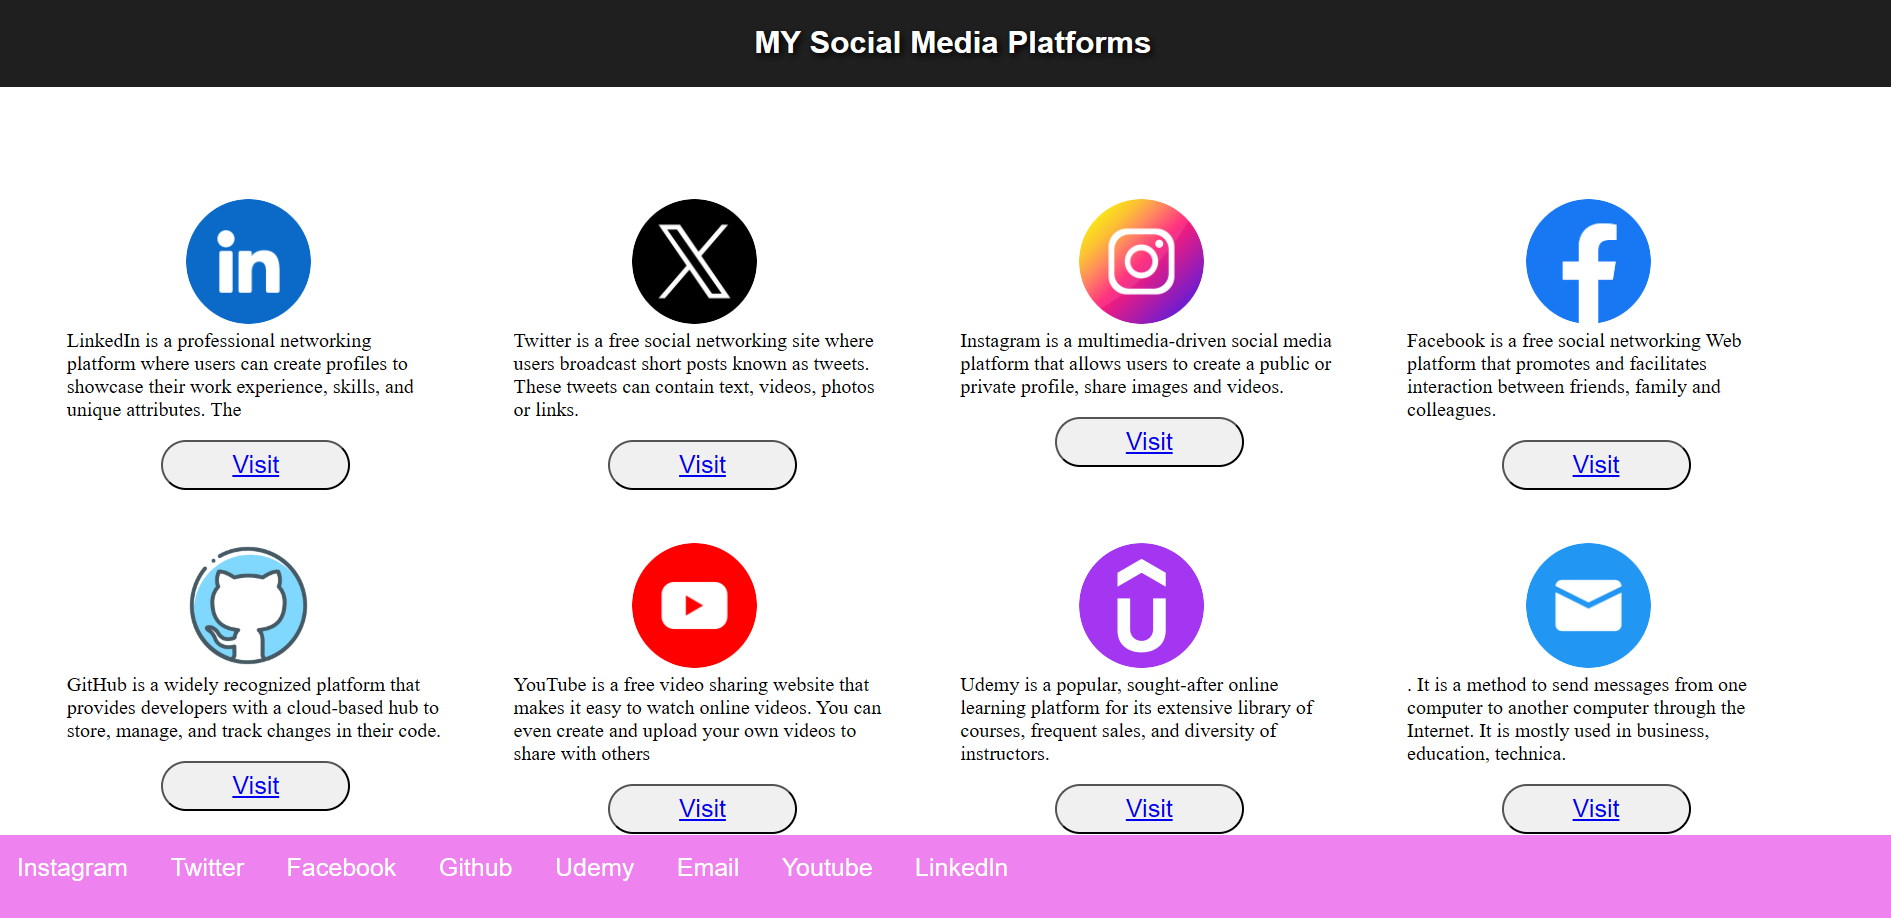 MY Social Media Platforms
LinkedIn is a professional networking
platform where users can create profiles to
showcase their work experience, skills, and
unique attributes. The
Visit
Twitter is a free social networking site where
users broadcast short posts known as tweets.
These tweets can contain text, videos, photos
or links.
Visit
Instagram is a multimedia-driven social media
platform that allows users to create a public or
private profile, share images and videos.
Visit
Facebook is a free social networking Web
platform that promotes and facilitates
interaction between friends, family and
colleagues.
Visit
GitHub is a widely recognized platform that
provides developers with a cloud-based hub to
store, manage, and track changes in their code.
Visit
YouTube is a free video sharing website that
makes it easy to watch online videos. You can
even create and upload your own videos to
share with others
Visit
Udemy is a popular, sought-after online
learning platform for its extensive library of
courses, frequent sales, and diversity of
instructors.
Visit
. It is a method to send messages from one
computer to another computer through the
Internet. It is mostly used in business,
education, technica.
Visit
Instagram Twitter Facebook Github Udemy Email Youtube LinkedIn